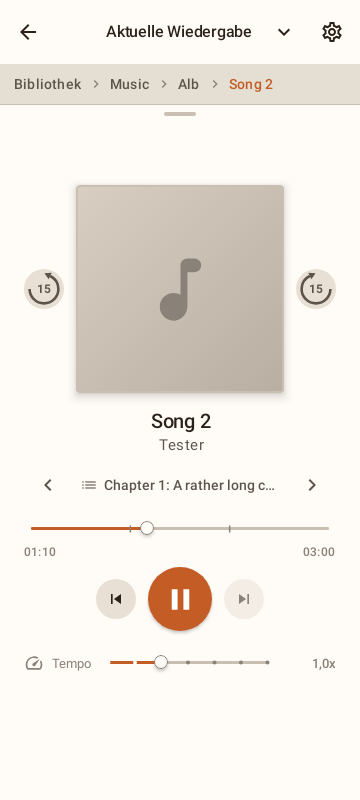 Aktuelle Wiedergabe
Bibliothek > Music > Alb > Song 2
15
15
Song 2
Tester
Chapter 1: A rather long c…
01:10
03:00
Tempo
1,0x